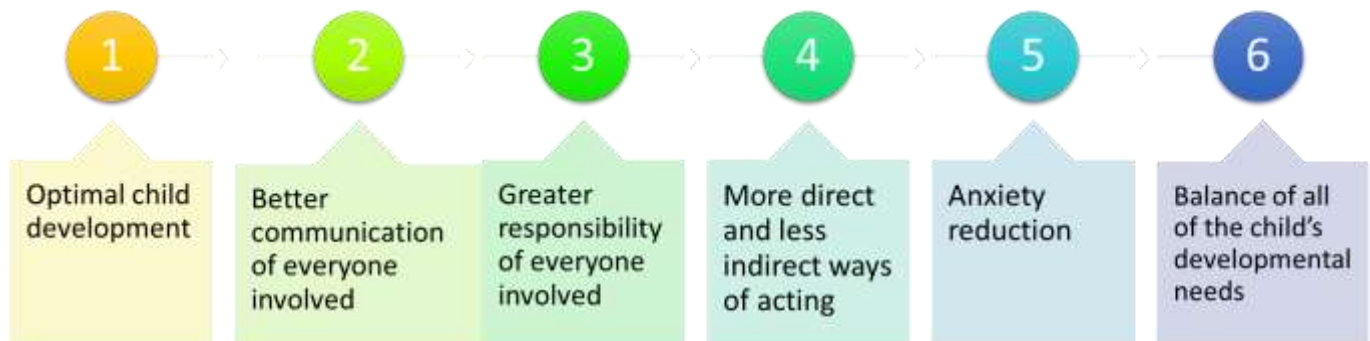 1
2
3
4
5
6
Optimal child
development
Better
communication
of everyone
involved
Greater
responsibility
of everyone
involved
More direct
and less
indirect ways
of acting
Anxiety
reduction
Balance of all
of the child's
developmental
needs